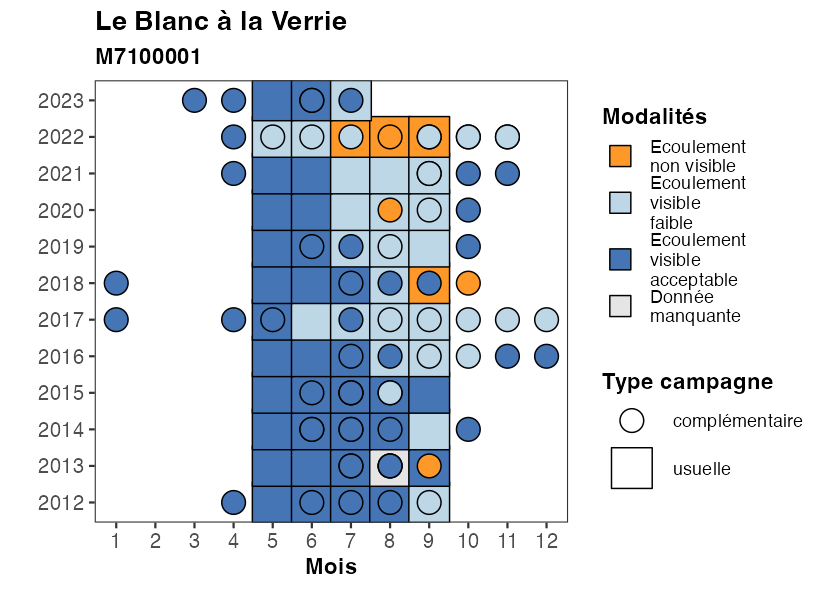 Le Blanc à la Verrie
M7100001
2023
2022
2021
2020
2019
2018
2017
2016
2015
2014
2013
2012
1 2 3 4 5 6 7 8 9 10 11 12
Mois
Modalités
Ecoulement
non visible
Ecoulement
visible
faible
Ecoulement
visible
acceptable
Donnée
manquante
Type campagne
complémentaire
usuelle